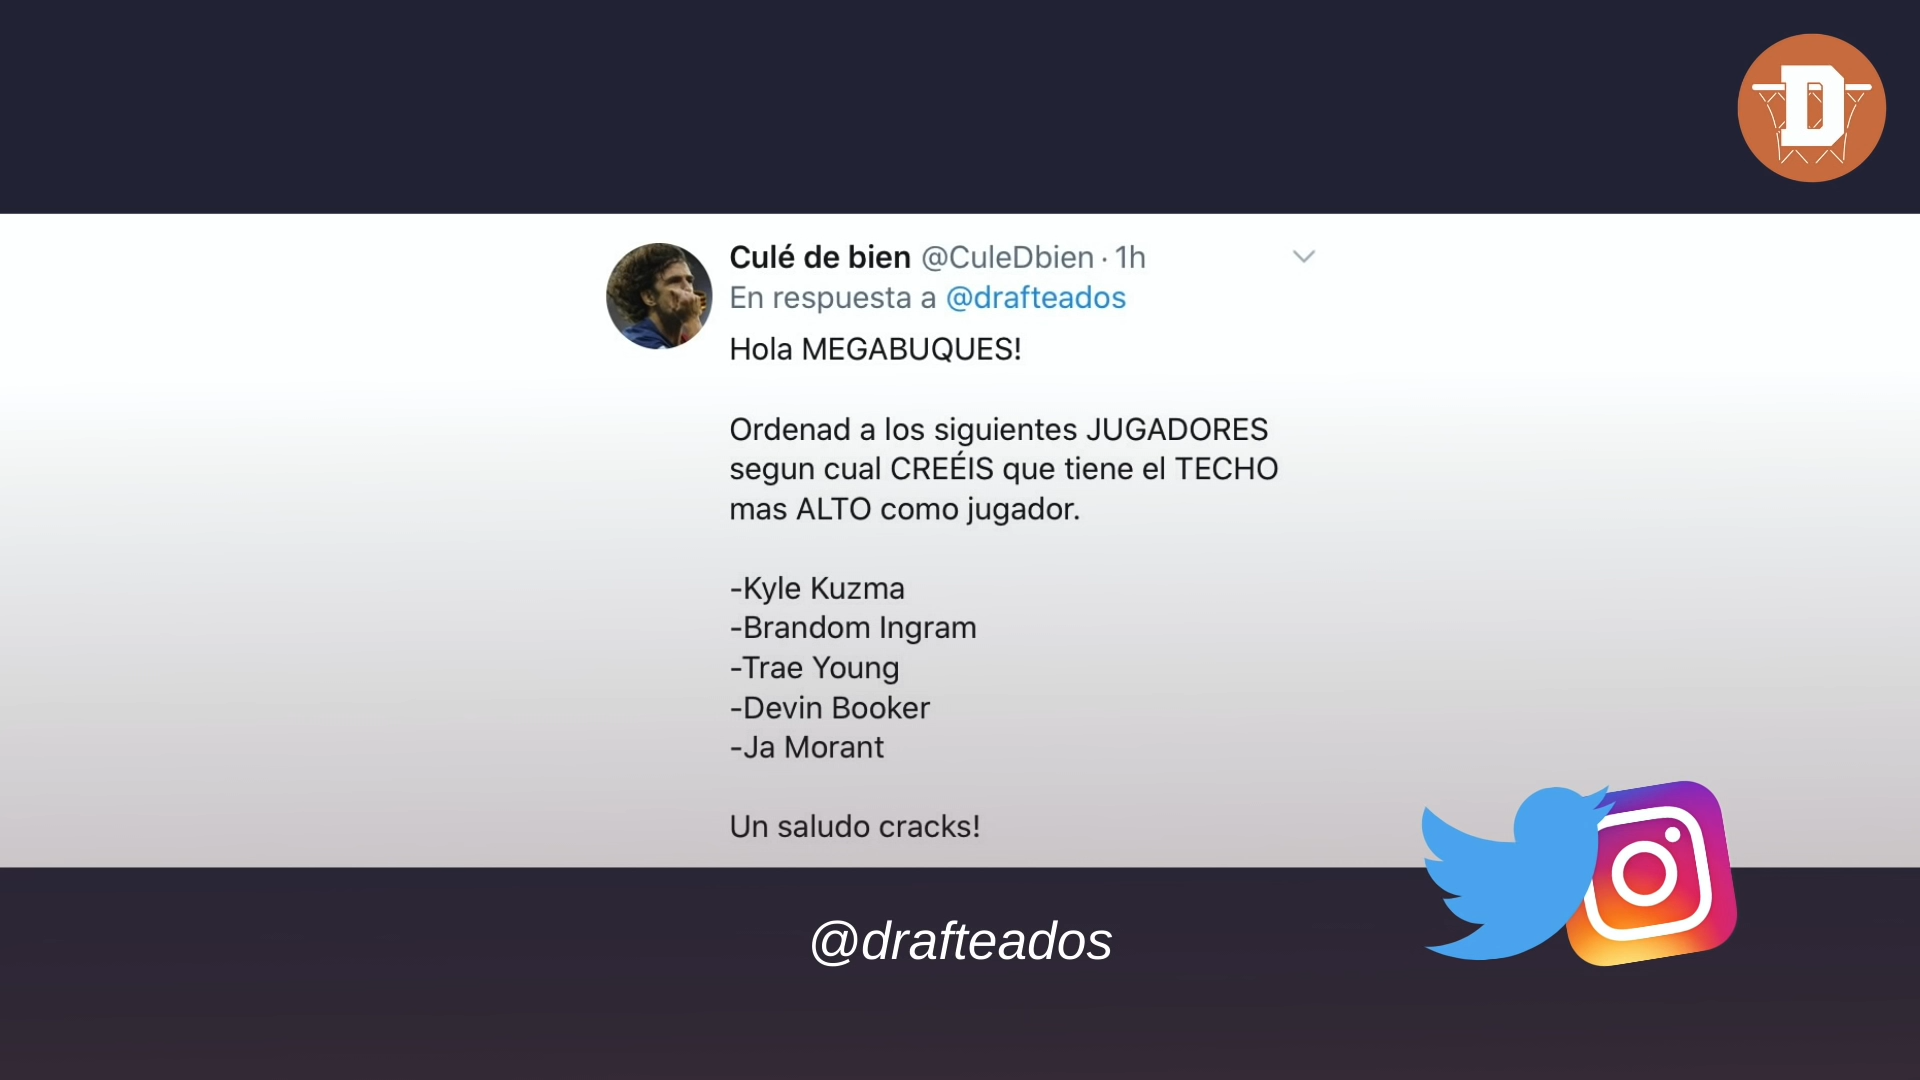 D
Culé de bien @CuleDbien · 1h
En respuesta a @drafteados
Hola MEGABUQUES!
Ordenad a los siguientes JUGADORES
segun cual CREÉIS que tiene el TECHO
mas ALTO como jugador.
-Kyle Kuzma
-Brandom Ingram
-Trae Young
-Devin Booker
-Ja Morant
Un saludo cracks!
@drafteados